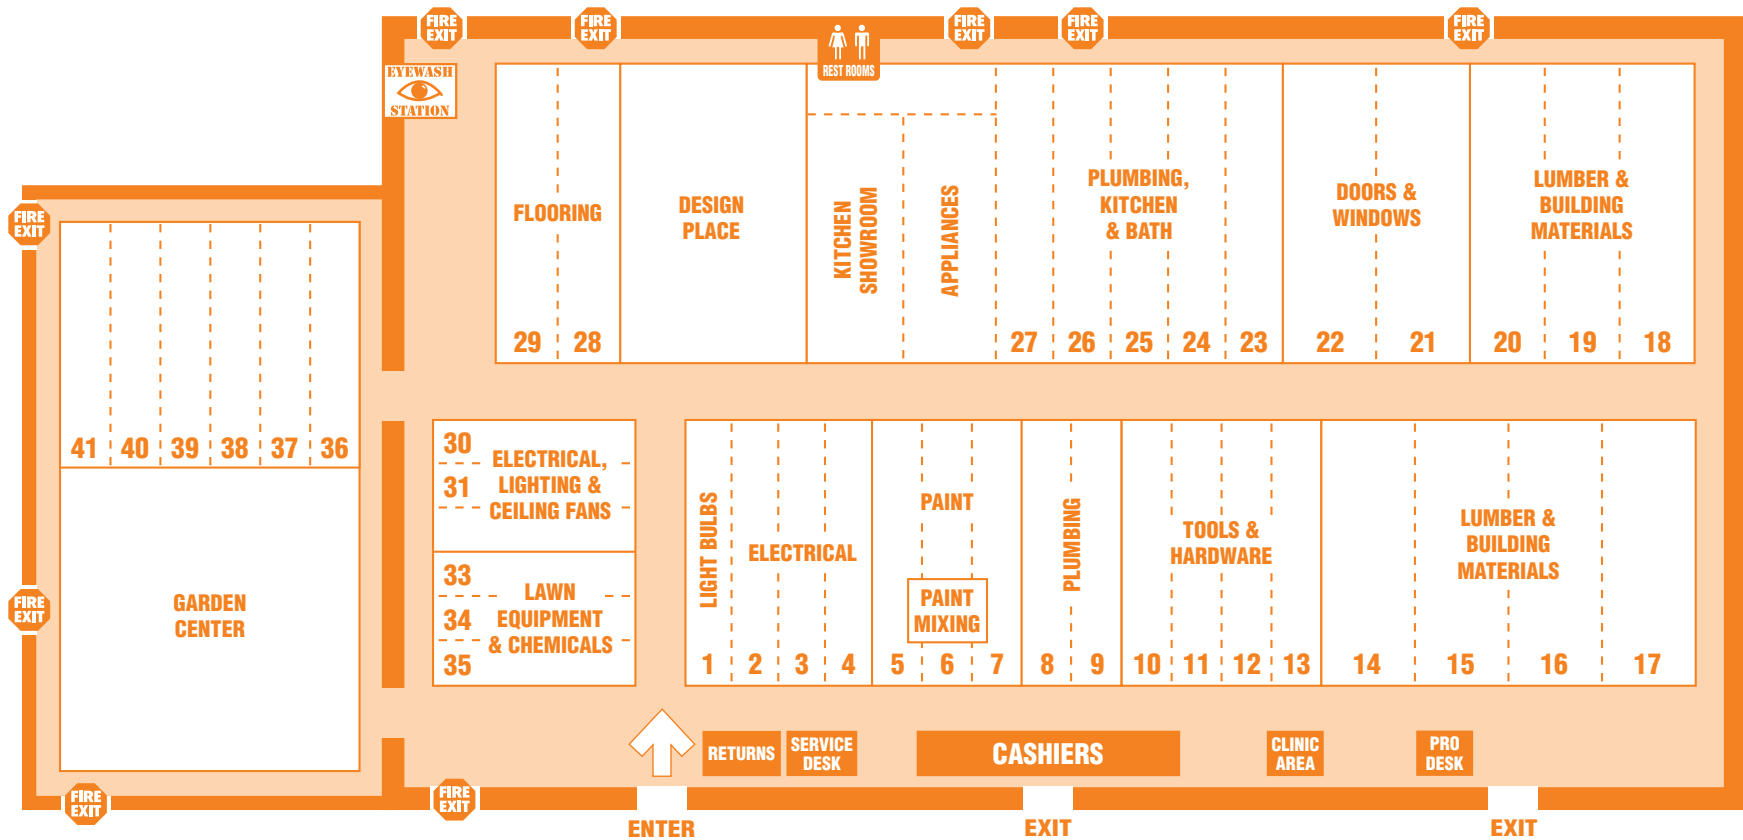 FIRE
EXIT
FIRE
EXIT
FIRE
EXIT
FIRE
EXIT
FIRE
EXIT
REST ROOMS
EYEWASH
STATION
FLOORING
29
28
DESIGN
PLACE
KITCHEN
SHOWROOM
APPLIANCES
PLUMBING,
KITCHEN
& BATH
27
26
25
24
23
DOORS &
WINDOWS
22
21
LUMBER &
BUILDING
MATERIALS
20
19
18
FIRE
EXIT
41
40
39
38
37
36
GARDEN
CENTER
FIRE
EXIT
FIRE
EXIT
30
31
ELECTRICAL,
LIGHTING &
CEILING FANS
33
34
35
LAWN
EQUIPMENT
& CHEMICALS
LIGHT BULBS
ELECTRICAL
1
2
3
4
PAINT
PAINT
MIXING
5
6
7
PLUMBING
8
9
TOOLS &
HARDWARE
10
11
12
13
LUMBER &
BUILDING
MATERIALS
14
15
16
17
RETURNS
SERVICE
DESK
CASHIERS
CLINIC
AREA
PRO
DESK
FIRE
EXIT
ENTER
EXIT
EXIT